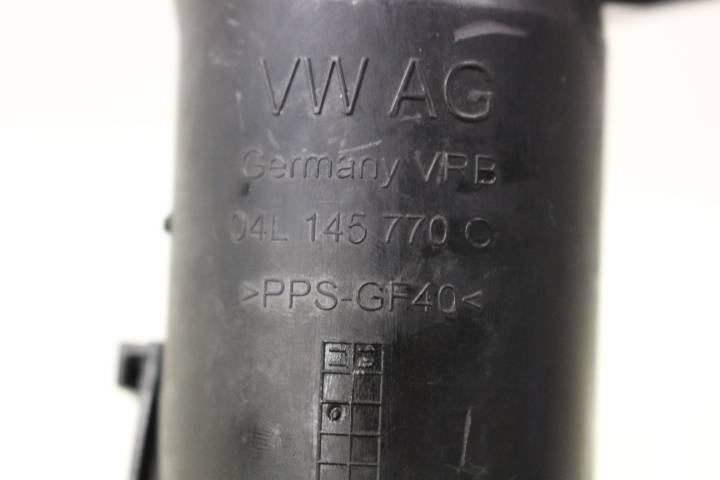 VW AG
Germany VRB
04L 145 770 C
>PPS-GF40<